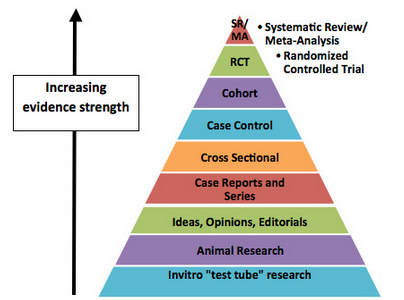 SR/
MA
• Systematic Review/
Meta-Analysis
RCT
• Randomized
Controlled Trial
Increasing
evidence strength
Cohort
Case Control
Cross Sectional
Case Reports and
Series
Ideas, Opinions, Editorials
Animal Research
Invitro "test tube" research